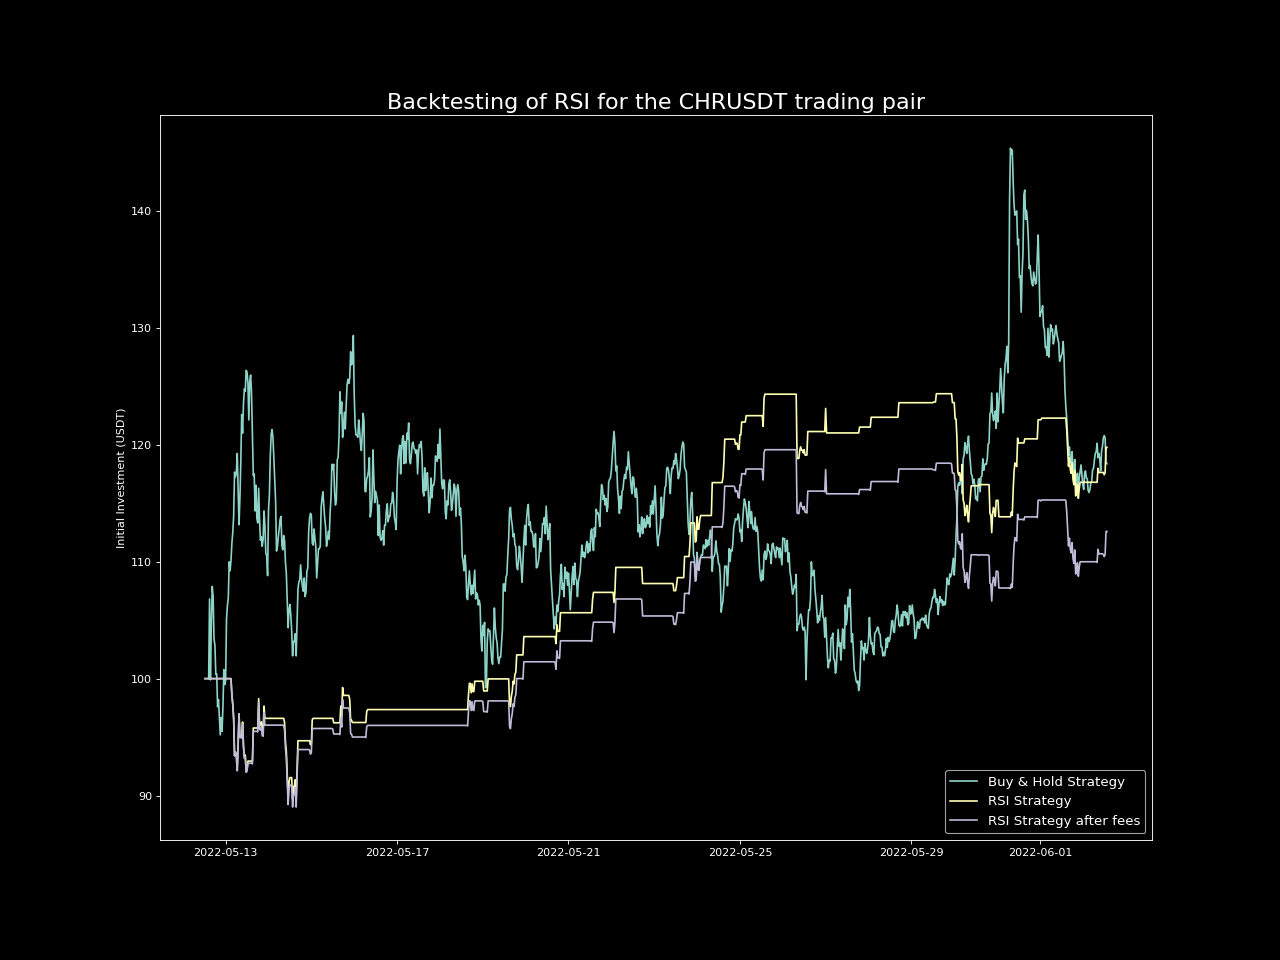 Backtesting of RSI for the CHRUSDT trading pair
Initial Investment (USDT)
140
130
120
110
100
90
2022-05-13
2022-05-17
2022-05-21
2022-05-25
2022-05-29
2022-06-01
Buy & Hold Strategy
RSI Strategy
RSI Strategy after fees